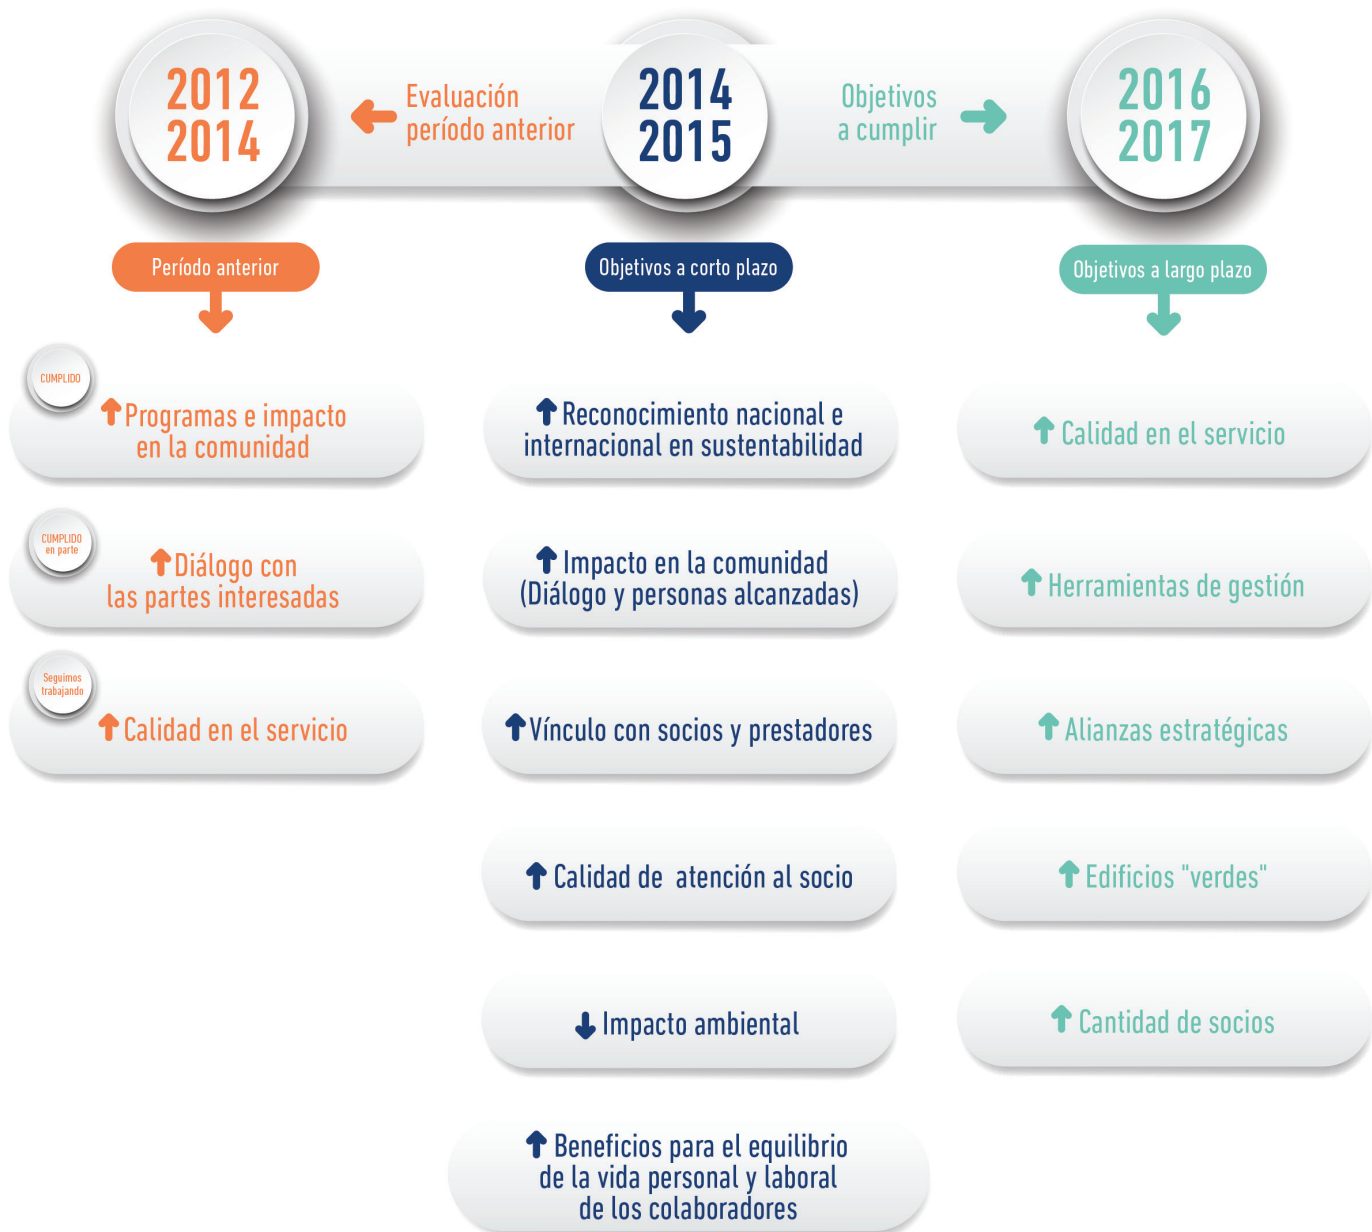 2012
2014
Evaluación
período anterior
2014
2015
Objetivos
a cumplir
2016
2017
Período anterior
Objetivos a corto plazo
Objetivos a largo plazo
CUMPLIDO
Programas e impacto
en la comunidad
CUMPLIDO
en parte
Diálogo con
las partes interesadas
Seguimos
trabajando
Calidad en el servicio
Reconocimiento nacional e
internacional en sustentabilidad
Impacto en la comunidad
(Diálogo y personas alcanzadas)
Vínculo con socios y prestadores
Calidad de atención al socio
Impacto ambiental
Beneficios para el equilibrio
de la vida personal y laboral
de los colaboradores
Calidad en el servicio
Herramientas de gestión
Alianzas estratégicas
Edificios "verdes"
Cantidad de socios